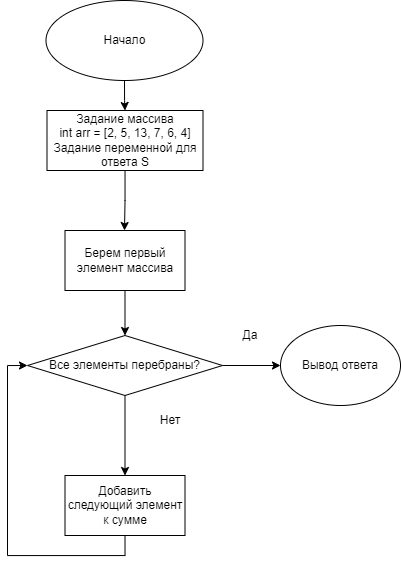 Начало
Задание массива
int arr = [2, 5, 13, 7, 6, 4]
Задание переменной для
ответа S
Берем первый
элемент массива
Да
Все элементы перебраны?
Вывод ответа
Нет
Добавить
следующий элемент
к сумме